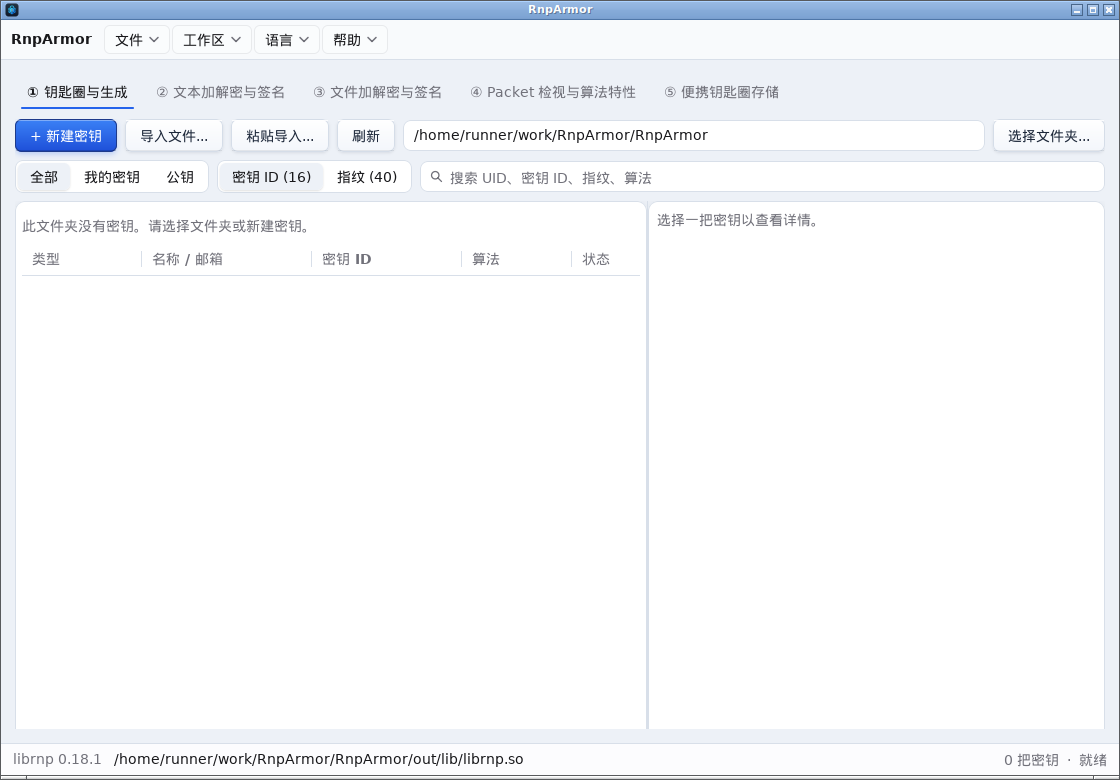 RnpArmor
RnpArmor 文件 工作区 语言 帮助
① 钥匙圈与生成 ② 文本加解密与签名 ③ 文件加解密与签名 ④ Packet 检视与算法特性 ⑤ 便携钥匙圈存储
+ 新建密钥 导入文件... 粘贴导入... 刷新 /home/runner/work/RnpArmor/RnpArmor 选择文件夹...
全部 我的密钥 公钥 密钥 ID (16) 指纹 (40) 搜索 UID、密钥 ID、指纹、算法
此文件夹没有密钥。请选择文件夹或新建密钥。
选择一把密钥以查看详情。
类型 名称 / 邮箱 密钥 ID 算法 状态
librnp 0.18.1 /home/runner/work/RnpArmor/RnpArmor/out/lib/librnp.so 0 把密钥 · 就绪